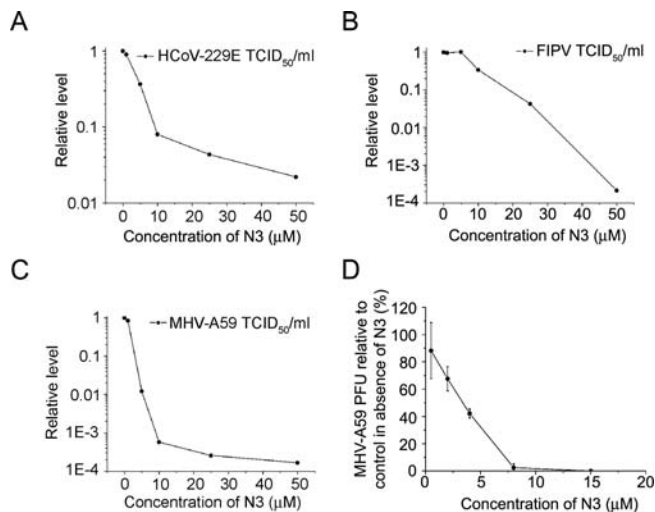 A
HCoV-229E TCID50/ml
Relative level
1
0.1
0.01
0 10 20 30 40 50
Concentration of N3 (μM)
B
FIPV TCID50/ml
Relative level
1
0.1
0.01
1E-3
1E-4
0 10 20 30 40 50
Concentration of N3 (μM)
C
MHV-A59 TCID50/ml
Relative level
1
0.1
0.01
1E-3
1E-4
0 10 20 30 40 50
Concentration of N3 (μM)
D
MHV-A59 PFU relative to
control in absence of N3 (%)
120
100
80
60
40
20
0
0 5 10 15 20
Concentration of N3 (μM)